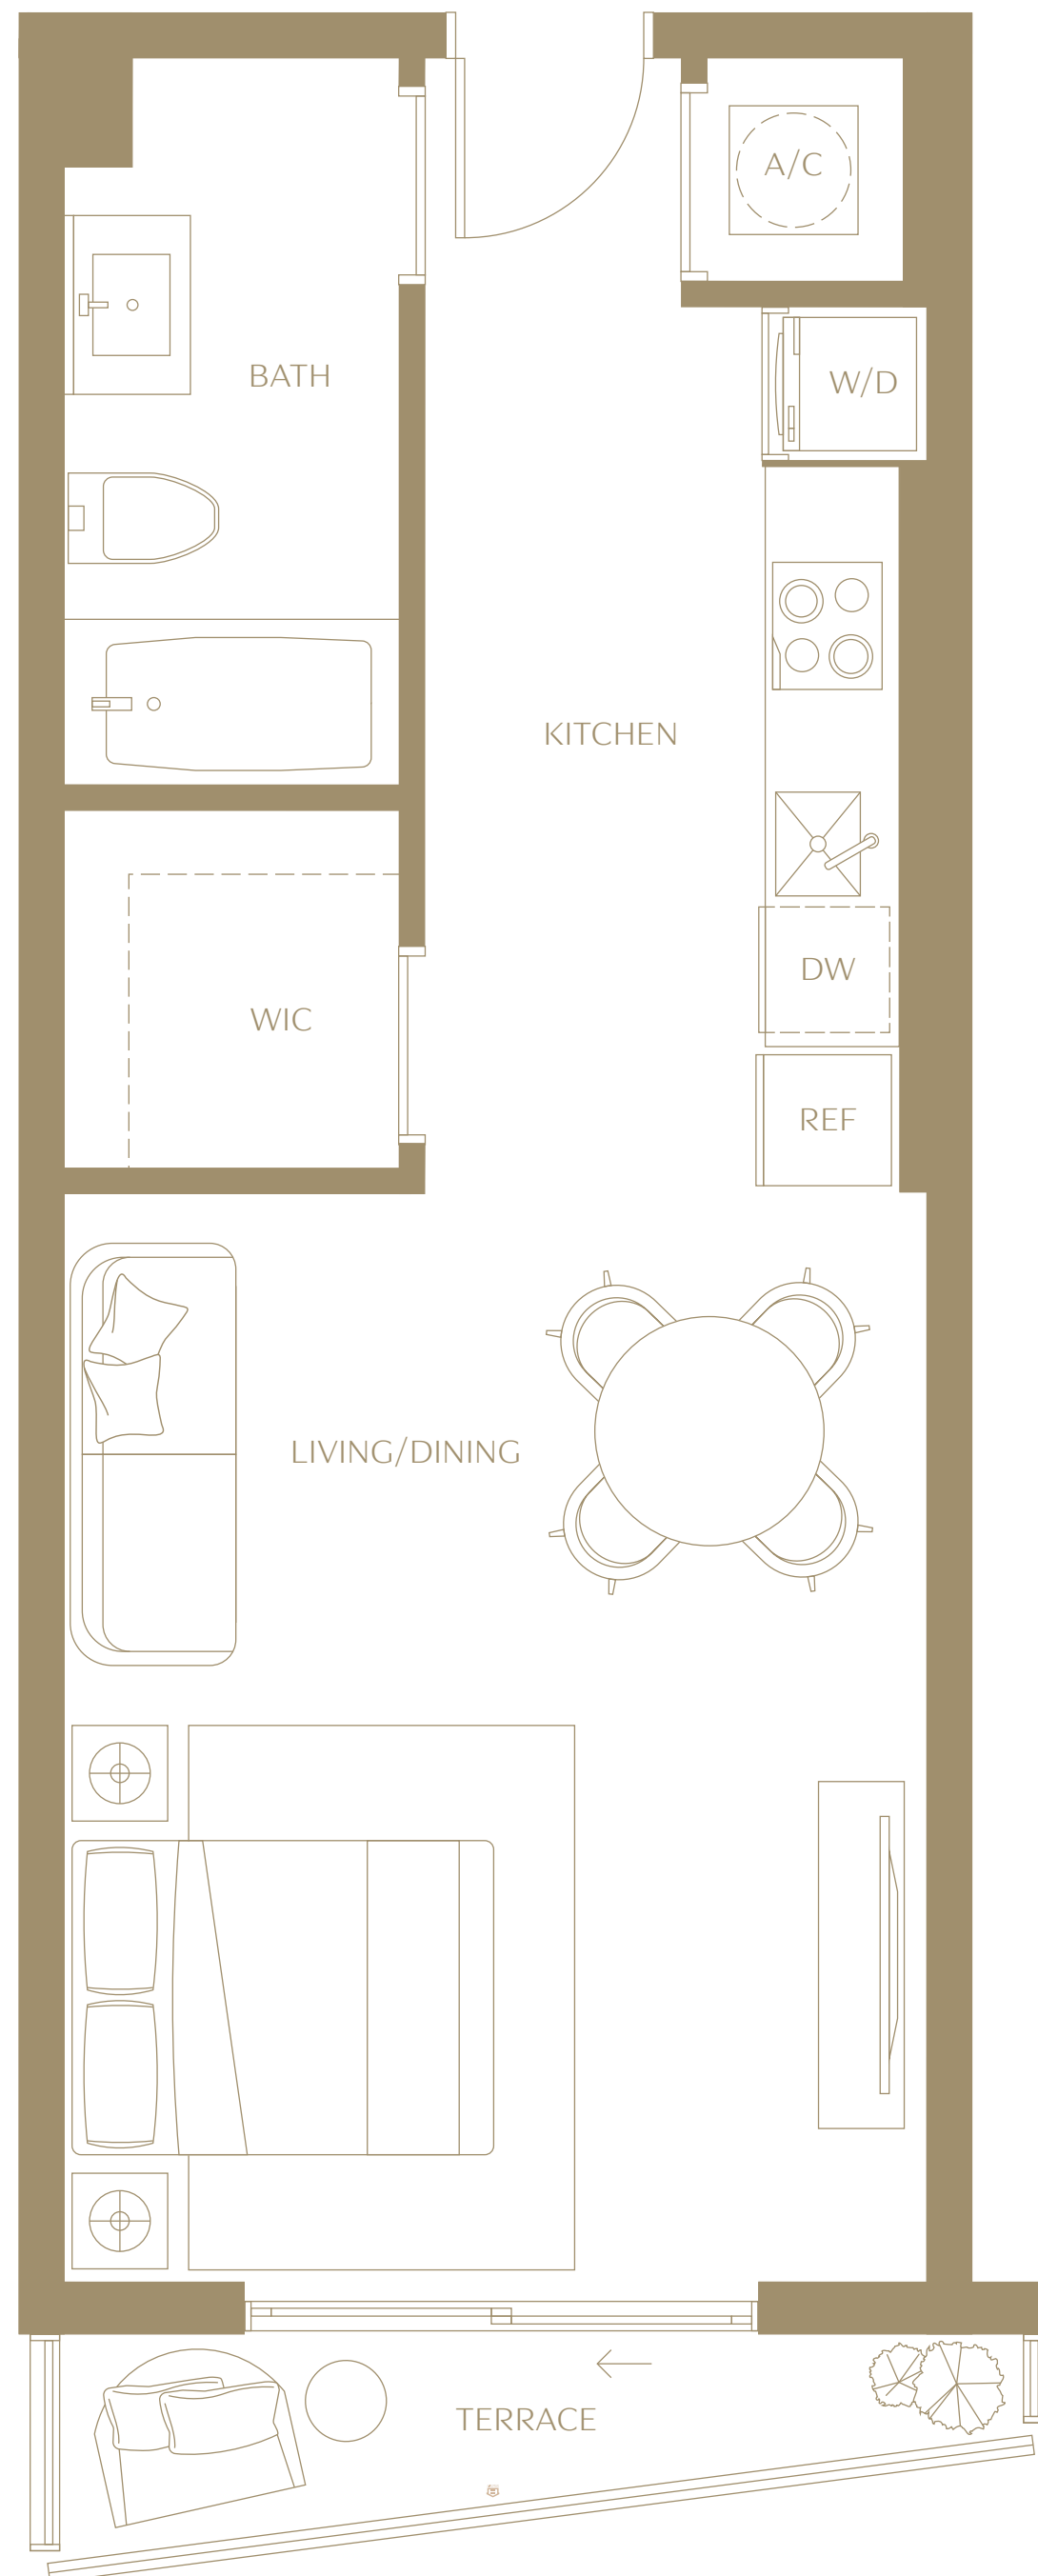 A/C
BATH
W/D
KITCHEN
DW
WIC
REF
LIVING/DINING
TERRACE